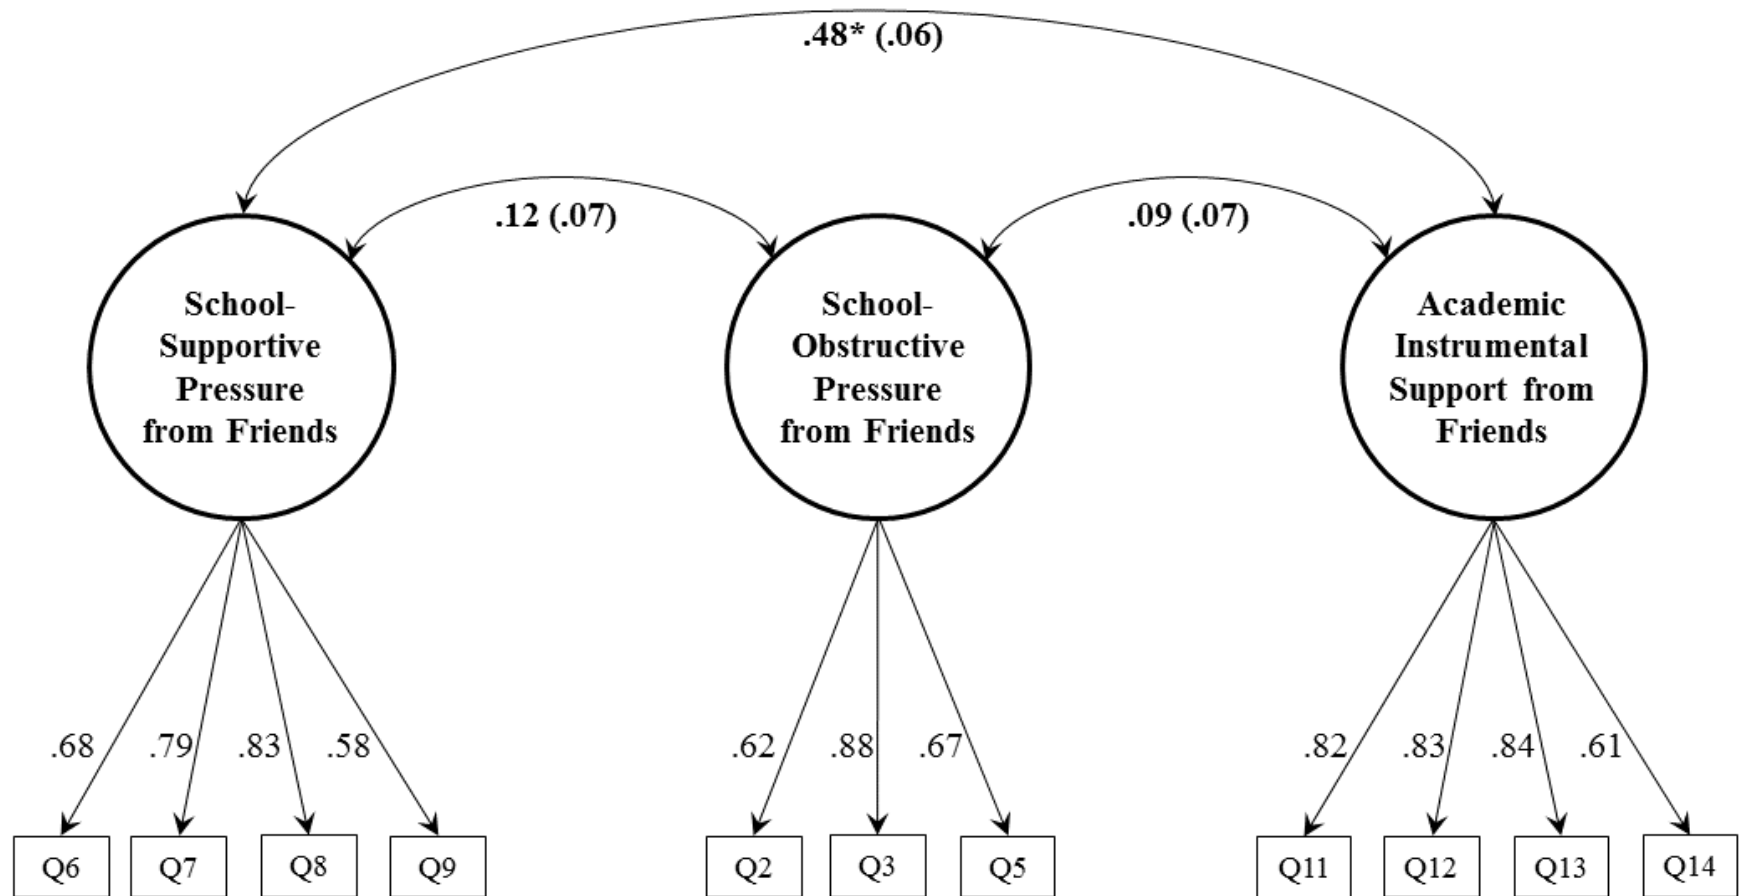 .48* (.06)
.12 (.07)
.09 (.07)
School-
Supportive
Pressure
from Friends
School-
Obstructive
Pressure
from Friends
Academic
Instrumental
Support from
Friends
.68
.79
.83
.58
.62
.88
.67
.82
.83
.84
.61
Q6
Q7
Q8
Q9
Q2
Q3
Q5
Q11
Q12
Q13
Q14